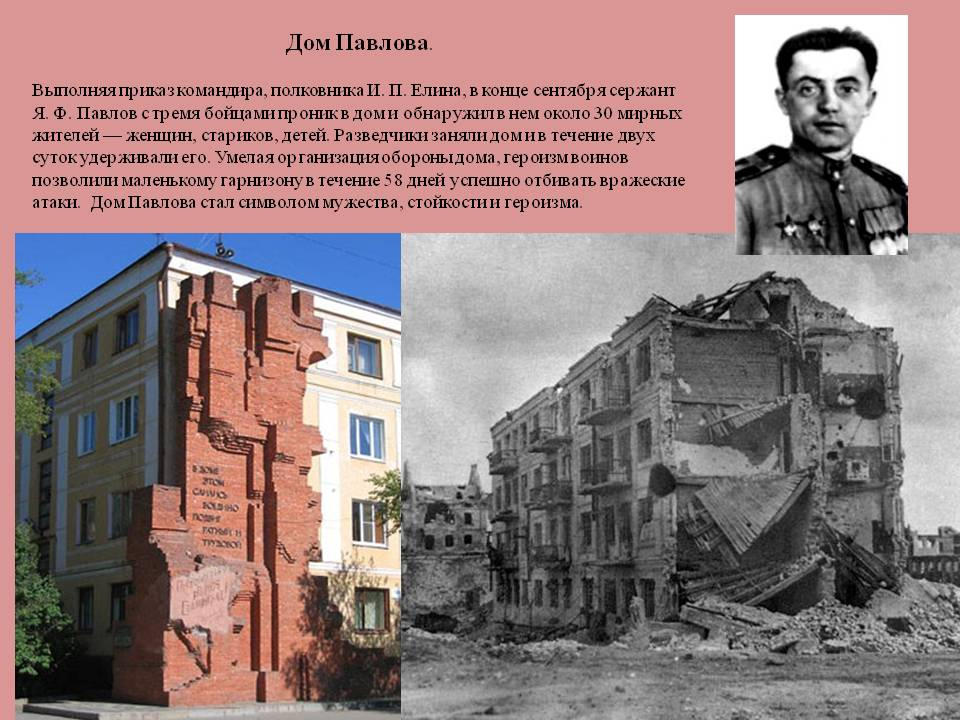 Дом Павлова.
Выполняя приказ командира, полковника И. П. Елина, в конце сентября сержант
Я. Ф. Павлов с тремя бойцами проник в дом и обнаружил в нем около 30 мирных
жителей — женщин, стариков, детей. Разведчики заняли дом и в течение двух
суток удерживали его. Умелая организация обороны дома, героизм воинов
позволили маленькому гарнизону в течение 58 дней успешно отбивать вражеские
атаки. Дом Павлова стал символом мужества, стойкости и героизма.
В ДОМЕ
ЭТОМ
СЛИЛИСЬ
ВОЕДИНО
ПОДВИГ
РАТНЫЙ И
ТРУДОВОЙ